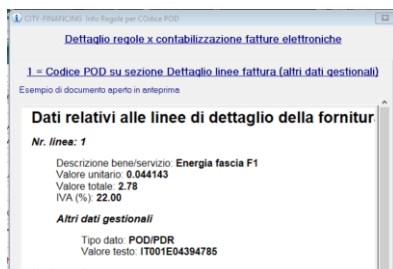 CITY-FINANCING Info Regole per COdice POD
Dettaglio regole x contabilizzazione fatture elettroniche
1 = Codice POD su sezione Dettaglio linee fattura (altri dati gestionali)
Esempio di documento aperto in anteprima
Dati relativi alle linee di dettaglio della fornitur
Nr. linea: 1
Descrizione bene/servizio: Energia fascia F1
Valore unitario: 0.044143
Valore totale: 2.78
IVA (%): 22.00
Altri dati gestionali
Tipo dato: POD/PDR
Valore testo: IT001E04394785